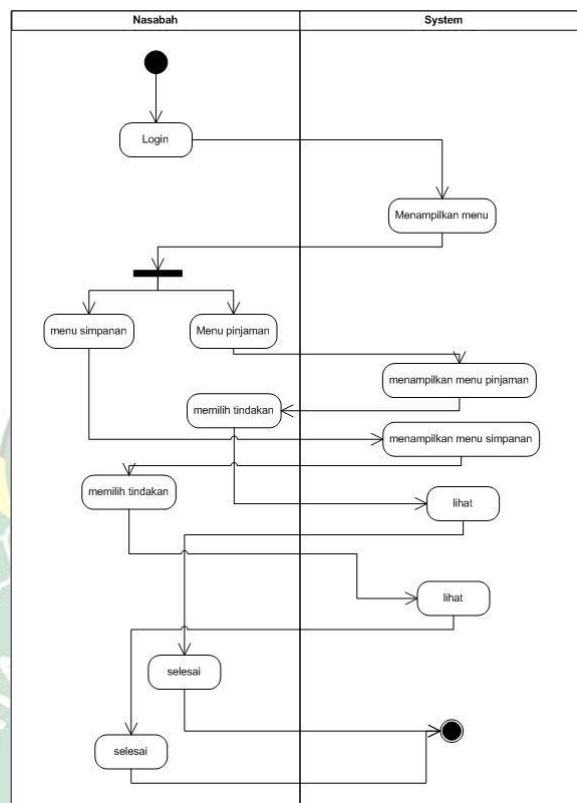 Nasabah
System
Login
Menampilkan menu
menu simpanan
Menu pinjaman
menampilkan menu pinjaman
memilih tindakan
menampilkan menu simpanan
memilih tindakan
lihat
lihat
selesai
selesai